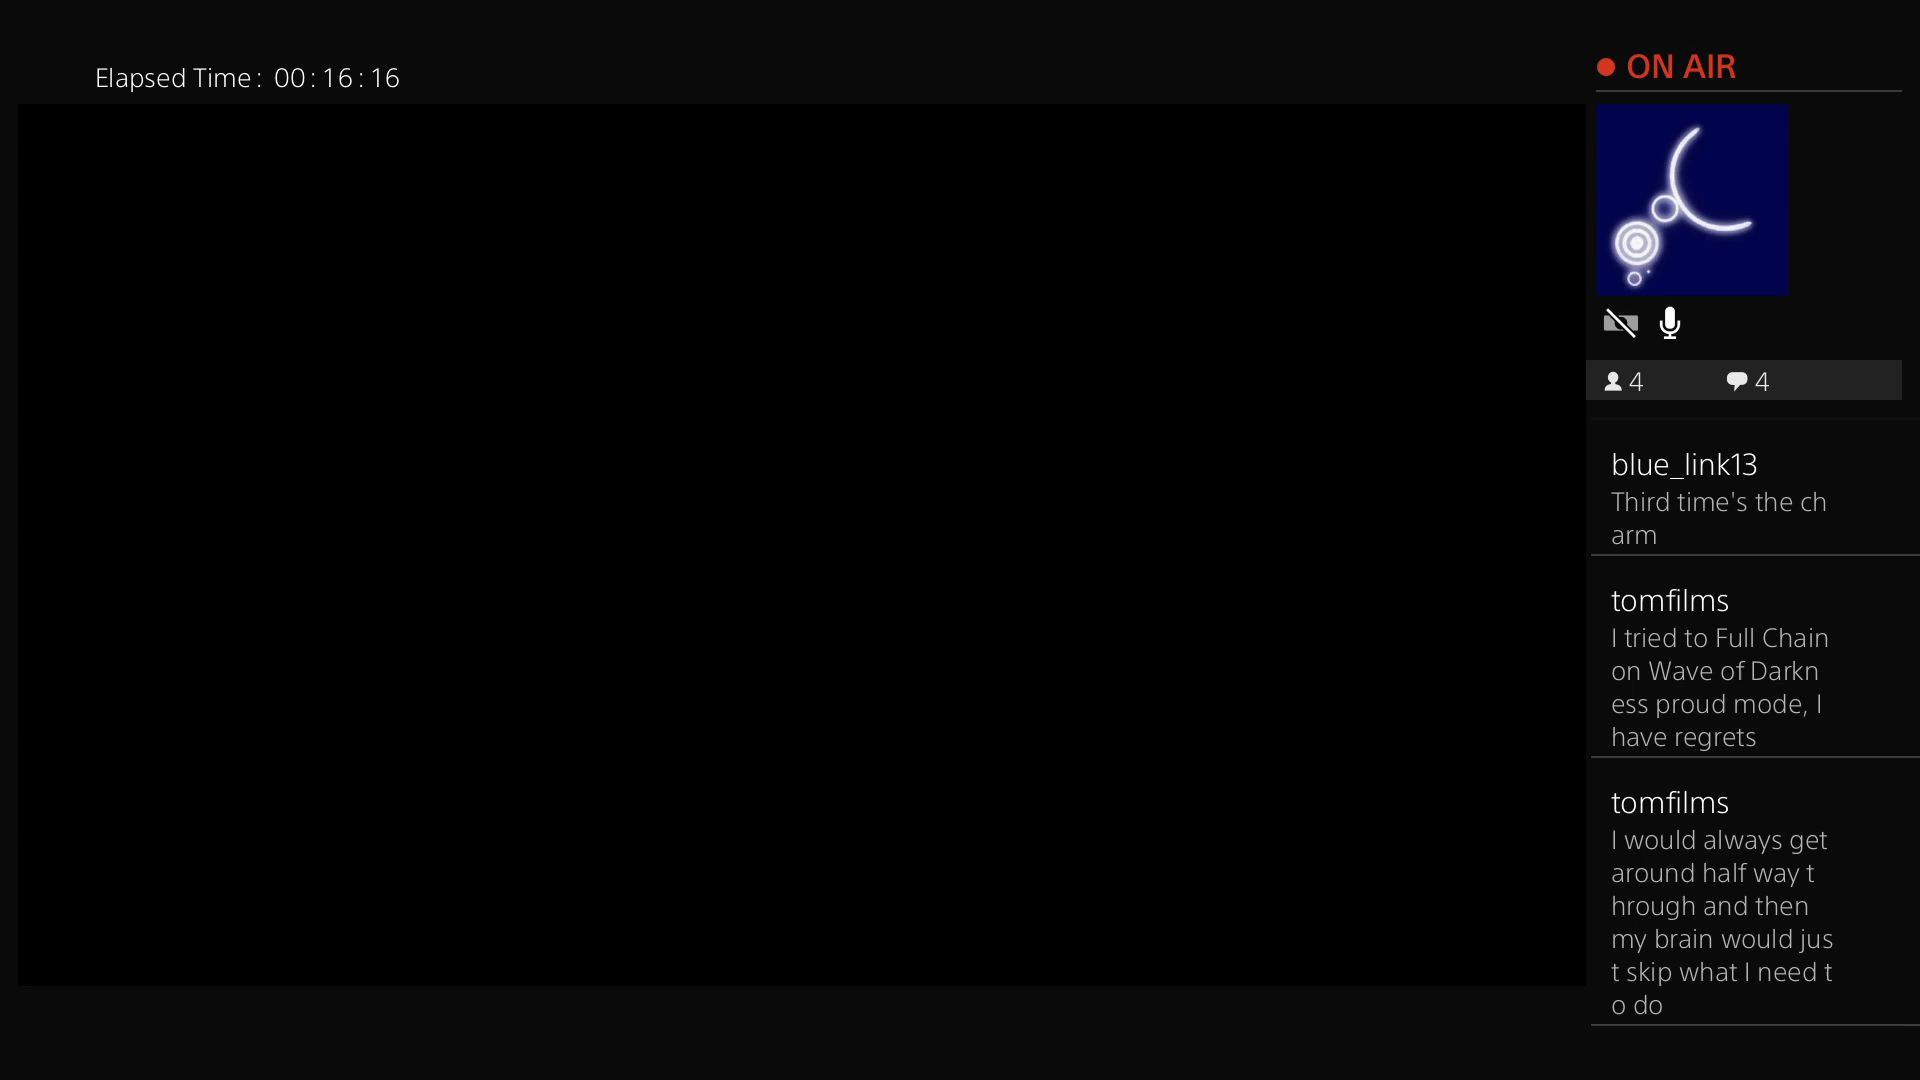 Elapsed Time: 00:16:16
ON AIR
4 4
blue_link13
Third time's the ch
arm
tomfilms
I tried to Full Chain
on Wave of Darkn
ess proud mode, I
have regrets
tomfilms
I would always get
around half way t
hrough and then
my brain would jus
t skip what I need t
o do